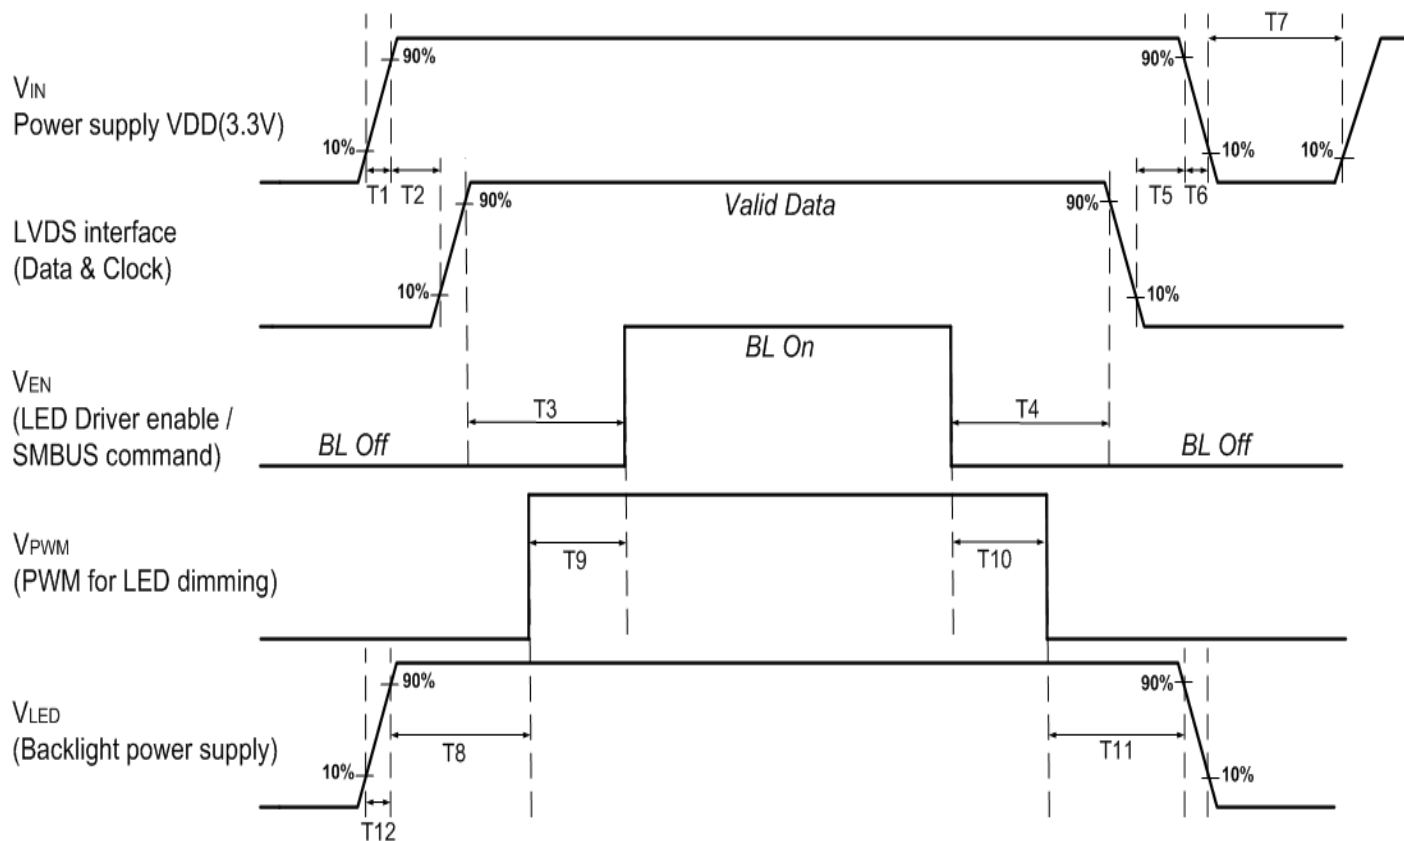 T7
90%
90%
VIN
Power supply VDD(3.3V)
10%
10%
10%
T1
T2
T5
T6
90%
Valid Data
90%
LVDS interface
(Data & Clock)
10%
10%
BL On
VEN
(LED Driver enable /
SMBUS command)
T3
T4
BL Off
BL Off
VPWM
(PWM for LED dimming)
T9
T10
90%
90%
VLED
(Backlight power supply)
T8
T11
10%
10%
T12